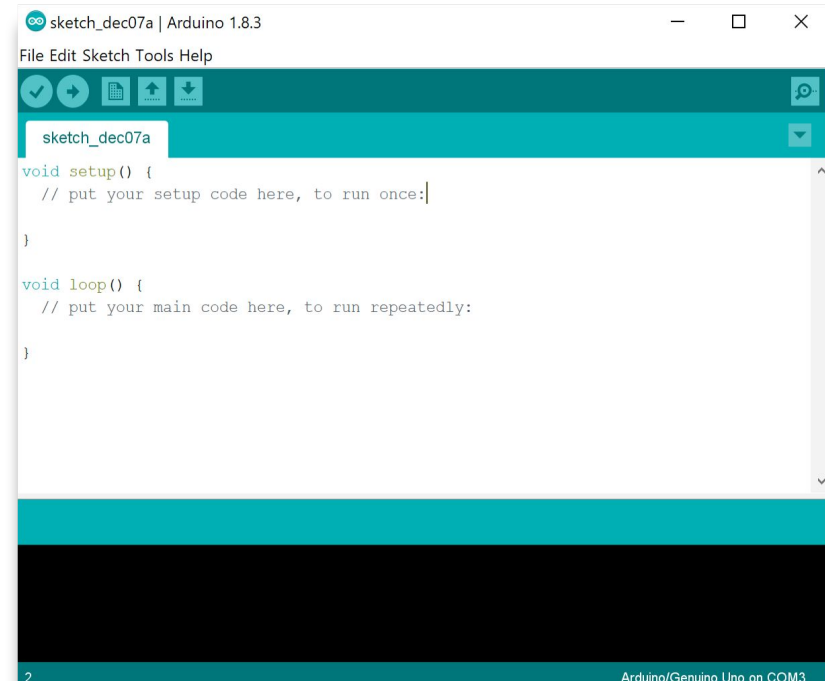 sketch_dec07a | Arduino 1.8.3
File Edit Sketch Tools Help
sketch_dec07a
void setup() {
  // put your setup code here, to run once:
}
void loop() {
  // put your main code here, to run repeatedly:
}
2 Arduino/Genuino Uno on COM3